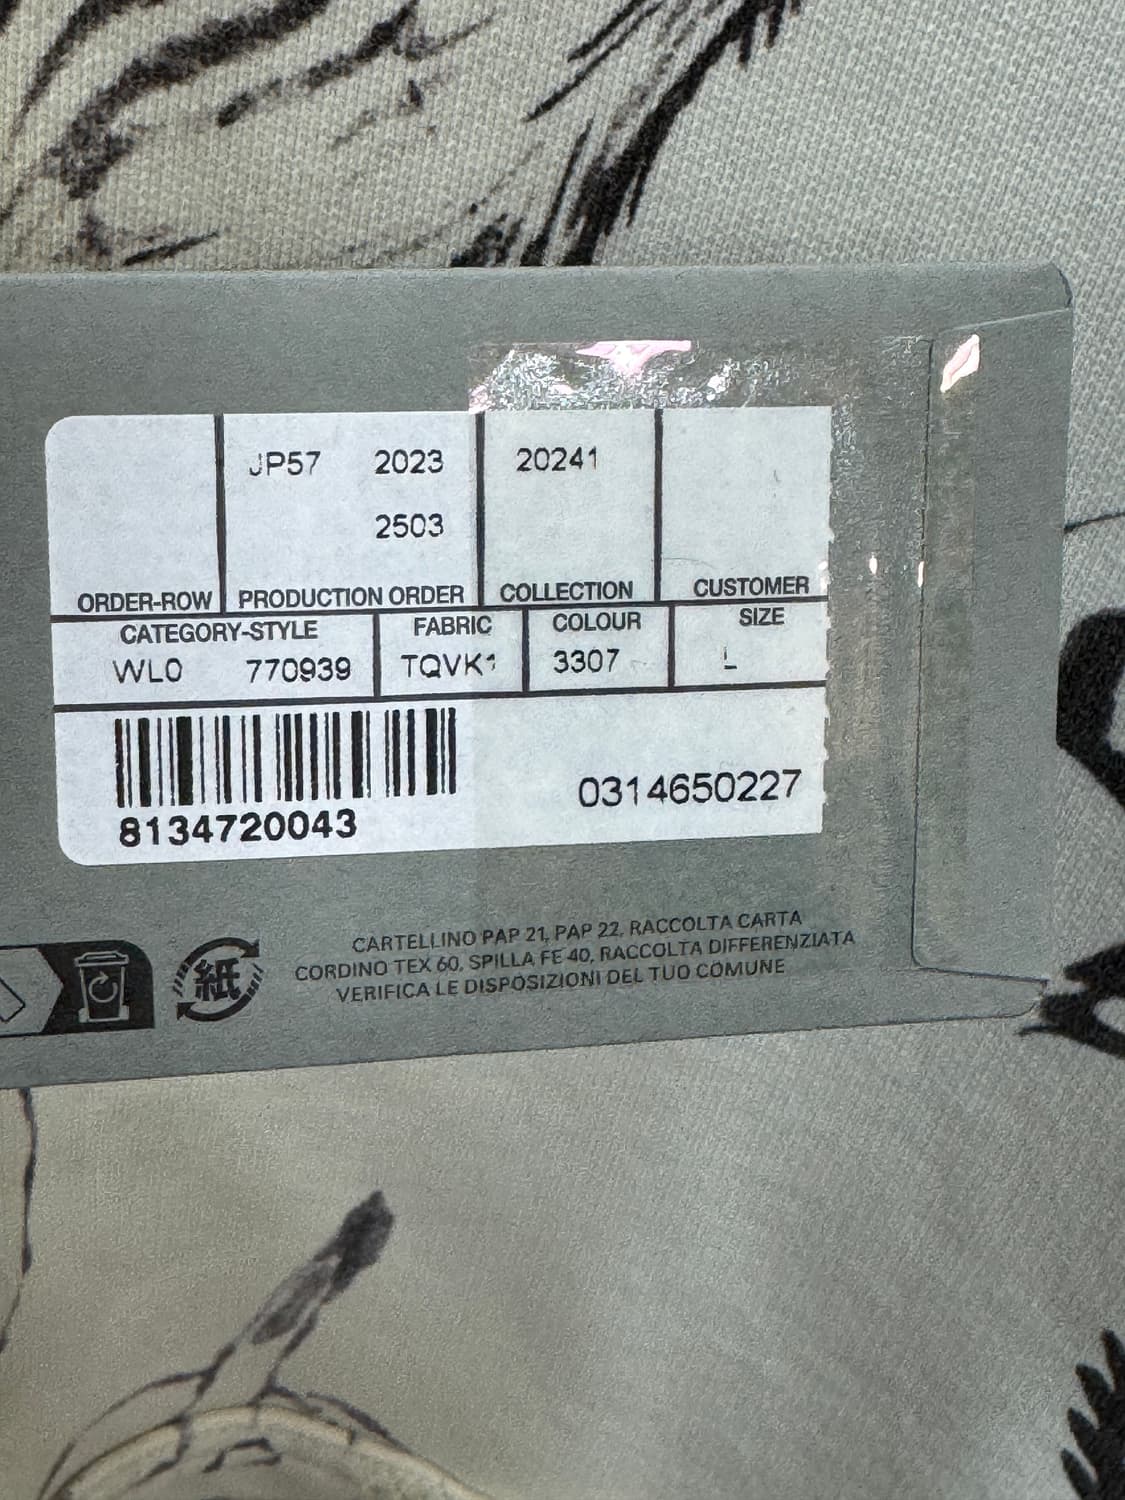 JP57 2023 20241
2503
ORDER-ROW PRODUCTION ORDER COLLECTION CUSTOMER
CATEGORY-STYLE FABRIC COLOUR SIZE
WL0 770939 TQVK1 3307 L
8134720043
0314650227
CARTELLINO PAP 21, PAP 22, RACCOLTA CARTA
CORDINO TEX 60, SPILLA FE 40, RACCOLTA DIFFERENZIATA
VERIFICA LE DISPOSIZIONI DEL TUO COMUNE
紙